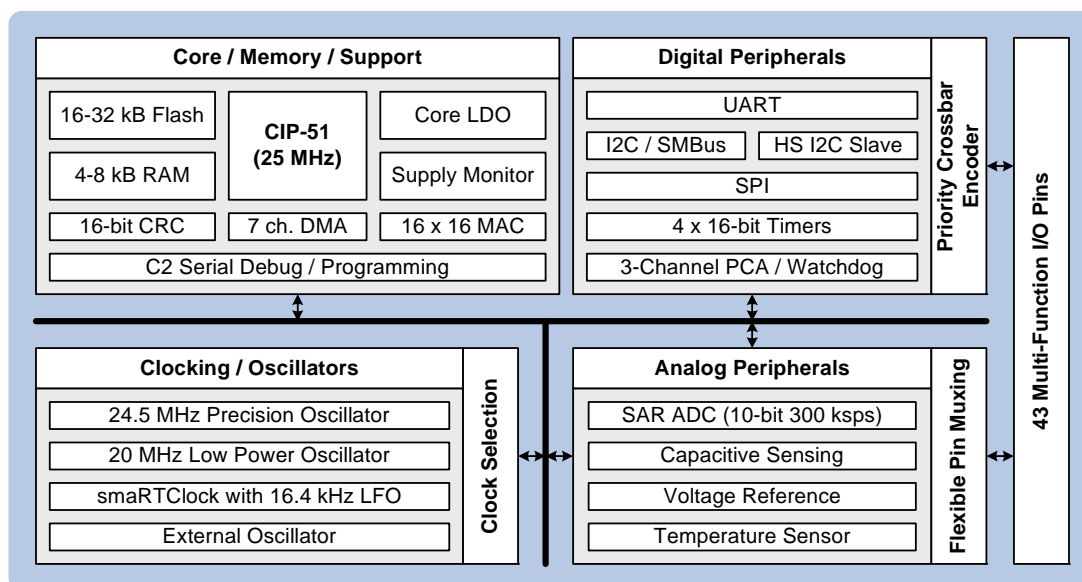 Core / Memory / Support
16-32 kB Flash
CIP-51
(25 MHz)
Core LDO
4-8 kB RAM
Supply Monitor
16-bit CRC
7 ch. DMA
16 x 16 MAC
C2 Serial Debug / Programming
Digital Peripherals
UART
I2C / SMBus
HS I2C Slave
SPI
4 x 16-bit Timers
3-Channel PCA / Watchdog
Priority Crossbar
Encoder
43 Multi-Function I/O Pins
Clocking / Oscillators
24.5 MHz Precision Oscillator
20 MHz Low Power Oscillator
smaRTClock with 16.4 kHz LFO
External Oscillator
Clock Selection
Analog Peripherals
SAR ADC (10-bit 300 ksps)
Capacitive Sensing
Voltage Reference
Temperature Sensor
Flexible Pin Muxing